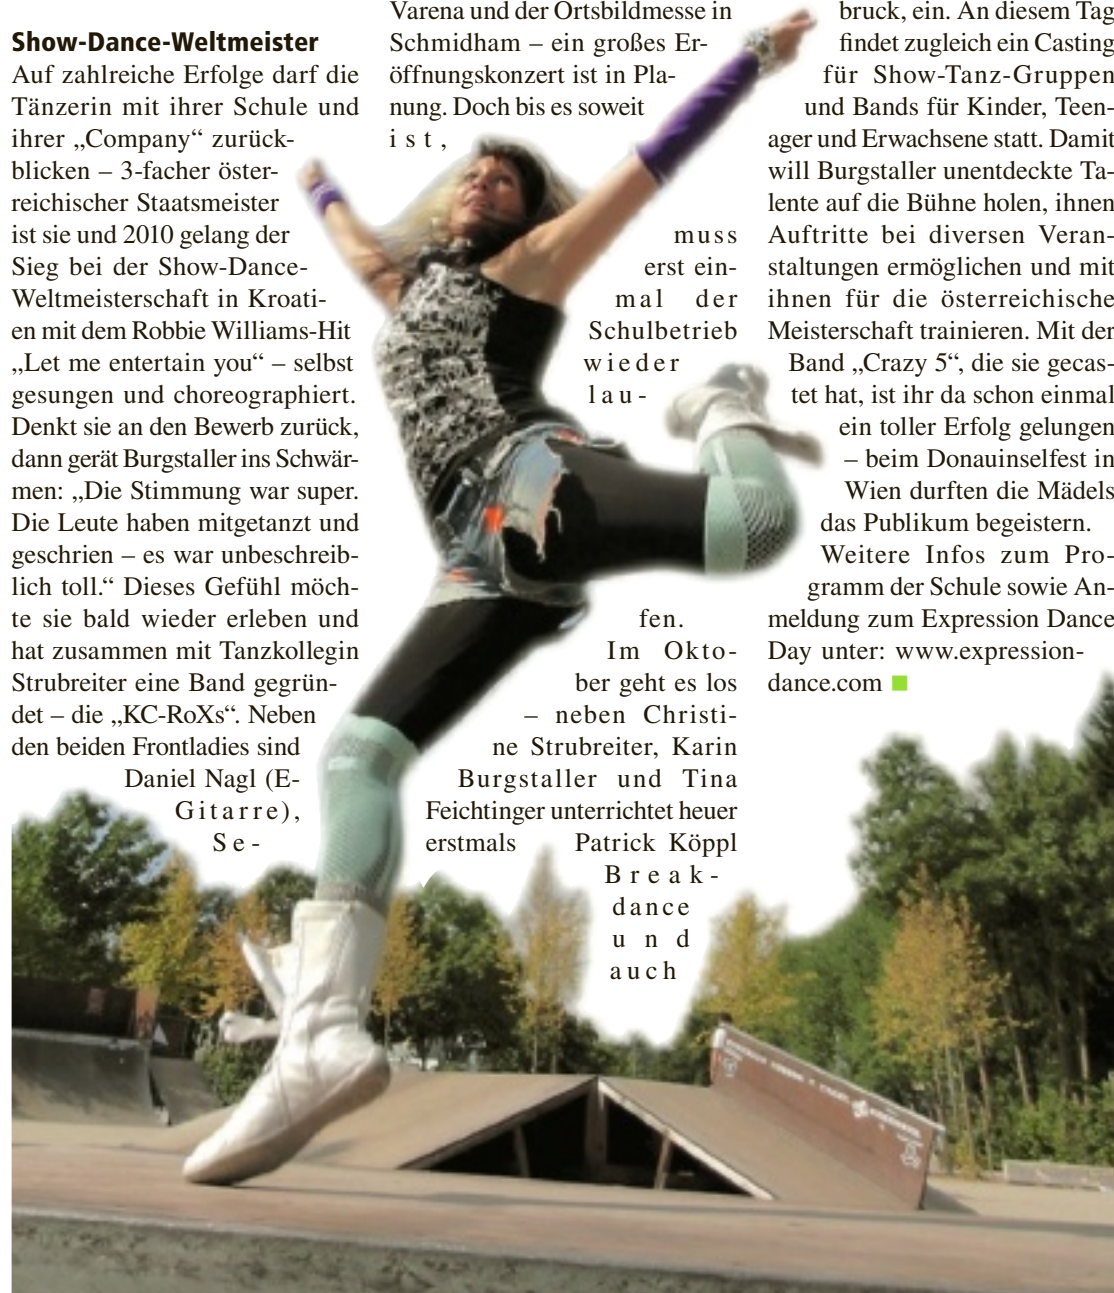 Show-Dance-Weltmeister
Auf zahlreiche Erfolge darf die
Tänzerin mit ihrer Schule und
ihrer „Company“ zurück-
blicken – 3-facher öster-
reichischer Staatsmeister
ist sie und 2010 gelang der
Sieg bei der Show-Dance-
Weltmeisterschaft in Kroati-
en mit dem Robbie Williams-Hit
„Let me entertain you“ – selbst
gesungen und choreographiert.
Denkt sie an den Bewerb zurück,
dann gerät Burgstaller ins Schwär-
men: „Die Stimmung war super.
Die Leute haben mitgetanzt und
geschrien – es war unbeschreib-
lich toll.“ Dieses Gefühl möch-
te sie bald wieder erleben und
hat zusammen mit Tanzkollegin
Strubreiter eine Band gegrün-
det – die „KC-RoXs“. Neben
den beiden Frontladies sind
Daniel Nagl (E-
Gitarre),
Se-
Varena und der Ortsbildmesse in
Schmidham – ein großes Er-
öffnungskonzert ist in Pla-
nung. Doch bis es soweit
ist,
muss
erst ein-
mal der
Schulbetrieb
wieder
lau-
fen.
Im Okto-
ber geht es los
– neben Christi-
ne Strubreiter, Karin
Burgstaller und Tina
Feichtinger unterrichtet heuer
erstmals Patrick Köppl
Break-
dance
und
auch
bruck, ein. An diesem Tag
findet zugleich ein Casting
für Show-Tanz-Gruppen
und Bands für Kinder, Teen-
ager und Erwachsene statt. Damit
will Burgstaller unentdeckte Ta-
lente auf die Bühne holen, ihnen
Auftritte bei diversen Veran-
staltungen ermöglichen und mit
ihnen für die österreichische
Meisterschaft trainieren. Mit der
Band „Crazy 5“, die sie gecas-
tet hat, ist ihr da schon einmal
ein toller Erfolg gelungen
– beim Donauinselfest in
Wien durften die Mädels
das Publikum begeistern.
Weitere Infos zum Pro-
gramm der Schule sowie An-
meldung zum Expression Dance
Day unter: www.expression-
dance.com